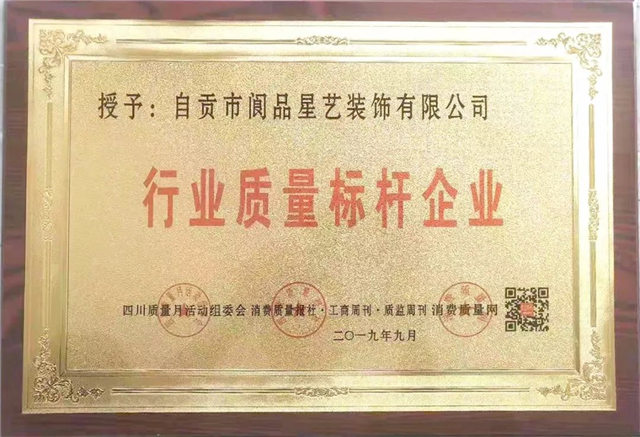 授予：自贡市阆品星艺装饰有限公司
行业质量标杆企业
四川质量月活动组委会 消费质量报社·工商周刊·质监周刊 消费质量网
二〇一九年九月